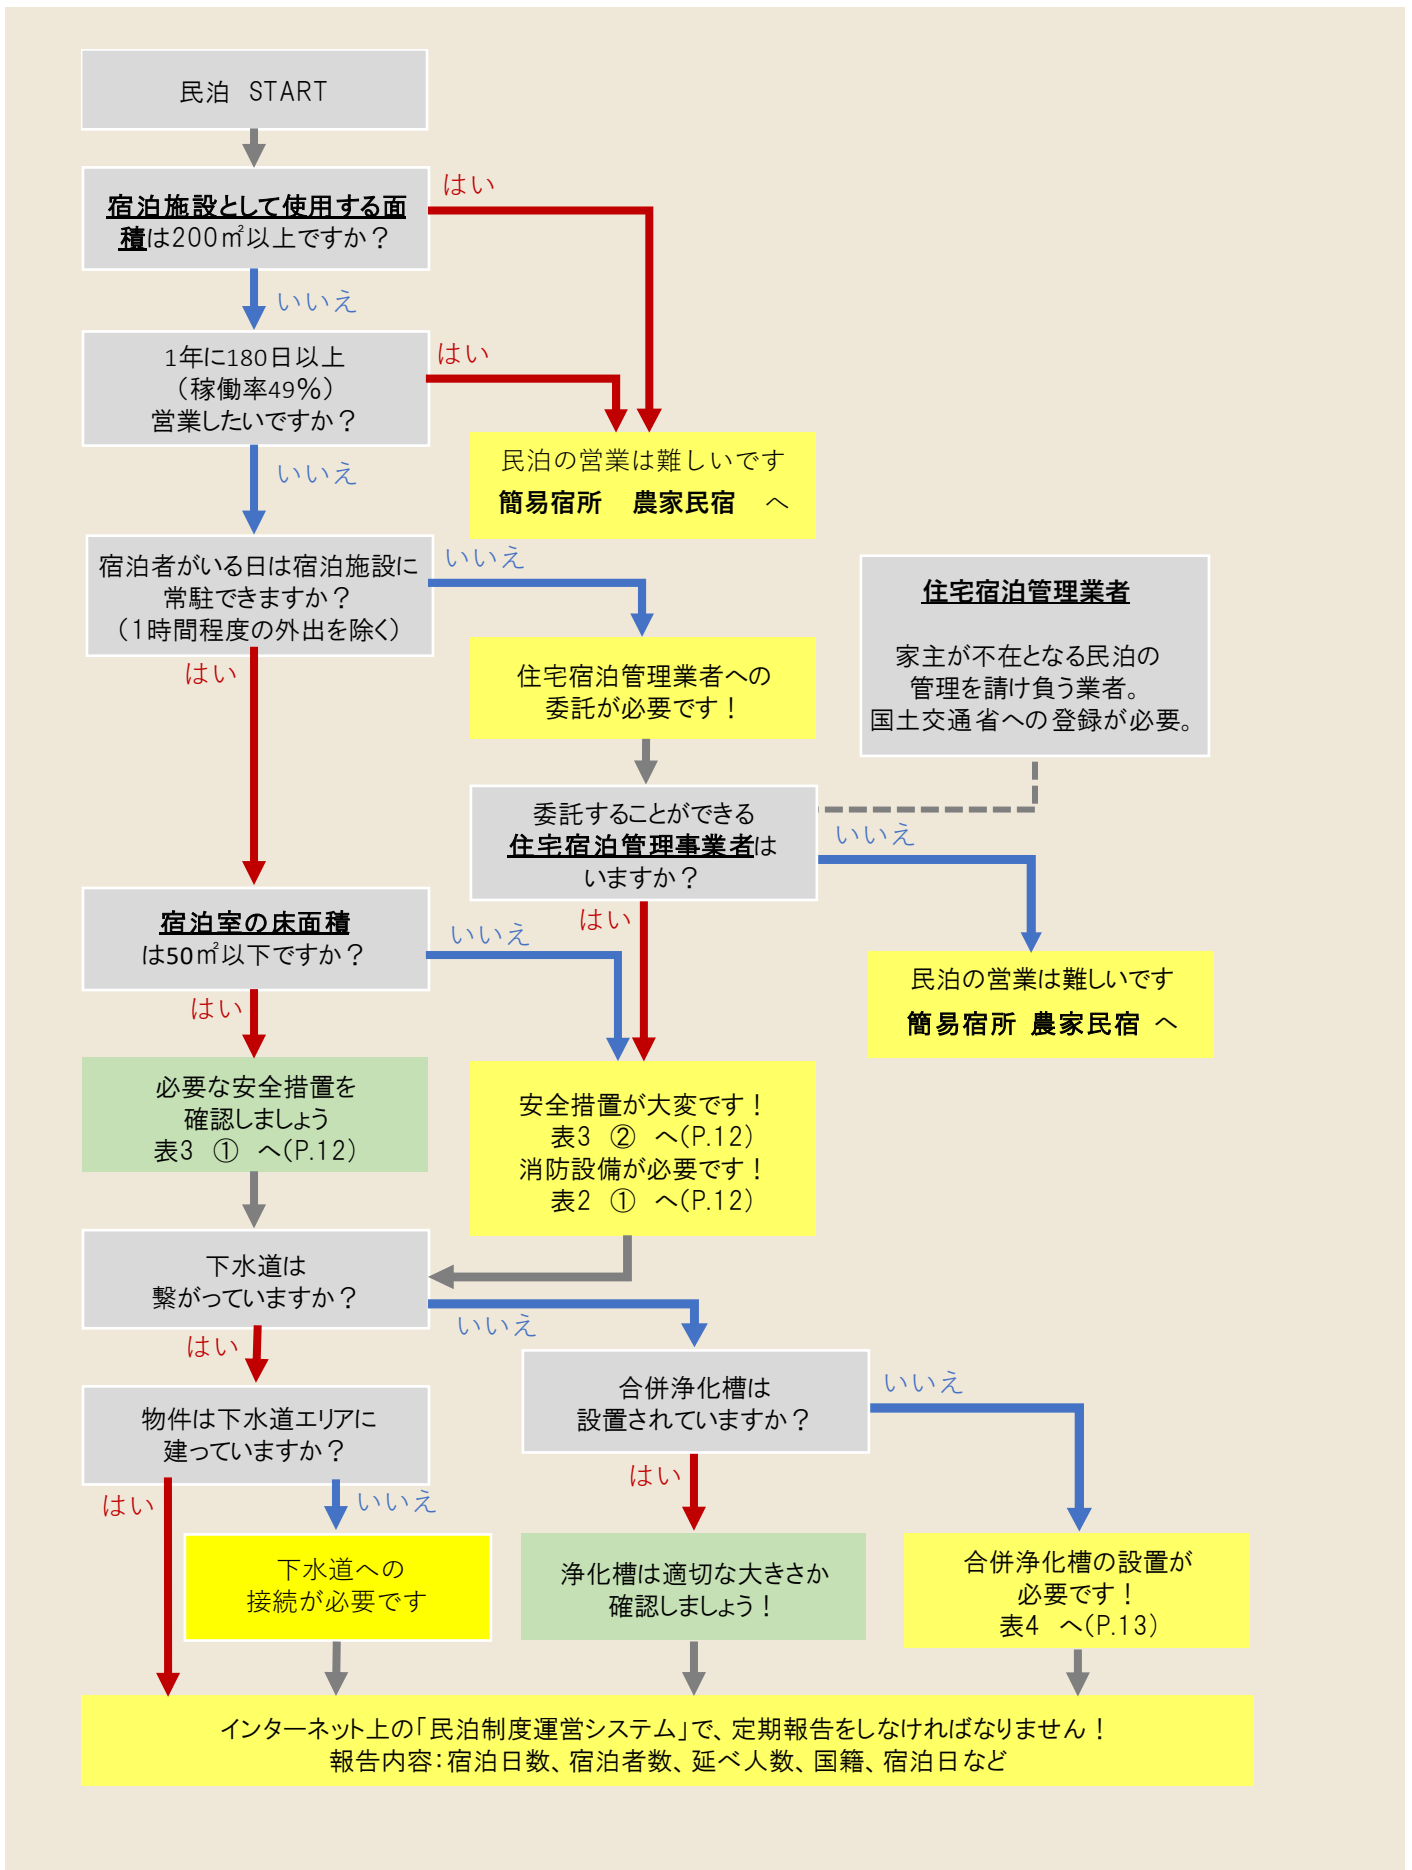 民泊 START
宿泊施設として使用する面
積は200㎡以上ですか？
はい
いいえ
1年に180日以上
（稼働率49％）
営業したいですか？
はい
いいえ
民泊の営業は難しいです
簡易宿所 農家民宿 へ
宿泊者がいる日は宿泊施設に
常駐できますか？
（1時間程度の外出を除く）
いいえ
はい
住宅宿泊管理業者
家主が不在となる民泊の
管理を請け負う業者。
国土交通省への登録が必要。
住宅宿泊管理業者への
委託が必要です！
委託することができる
住宅宿泊管理事業者は
いますか？
いいえ
はい
宿泊室の床面積
は50㎡以下ですか？
いいえ
はい
民泊の営業は難しいです
簡易宿所 農家民宿 へ
必要な安全措置を
確認しましょう
表3 ① へ(P.12)
安全措置が大変です！
表3 ② へ(P.12)
消防設備が必要です！
表2 ① へ(P.12)
下水道は
繋がっていますか？
いいえ
はい
合併浄化槽は
設置されていますか？
いいえ
はい
物件は下水道エリアに
建っていますか？
はい
いいえ
下水道への
接続が必要です
浄化槽は適切な大きさか
確認しましょう！
合併浄化槽の設置が
必要です！
表4 へ(P.13)
インターネット上の「民泊制度運営システム」で、定期報告をしなければなりません！
報告内容：宿泊日数、宿泊者数、延べ人数、国籍、宿泊日など